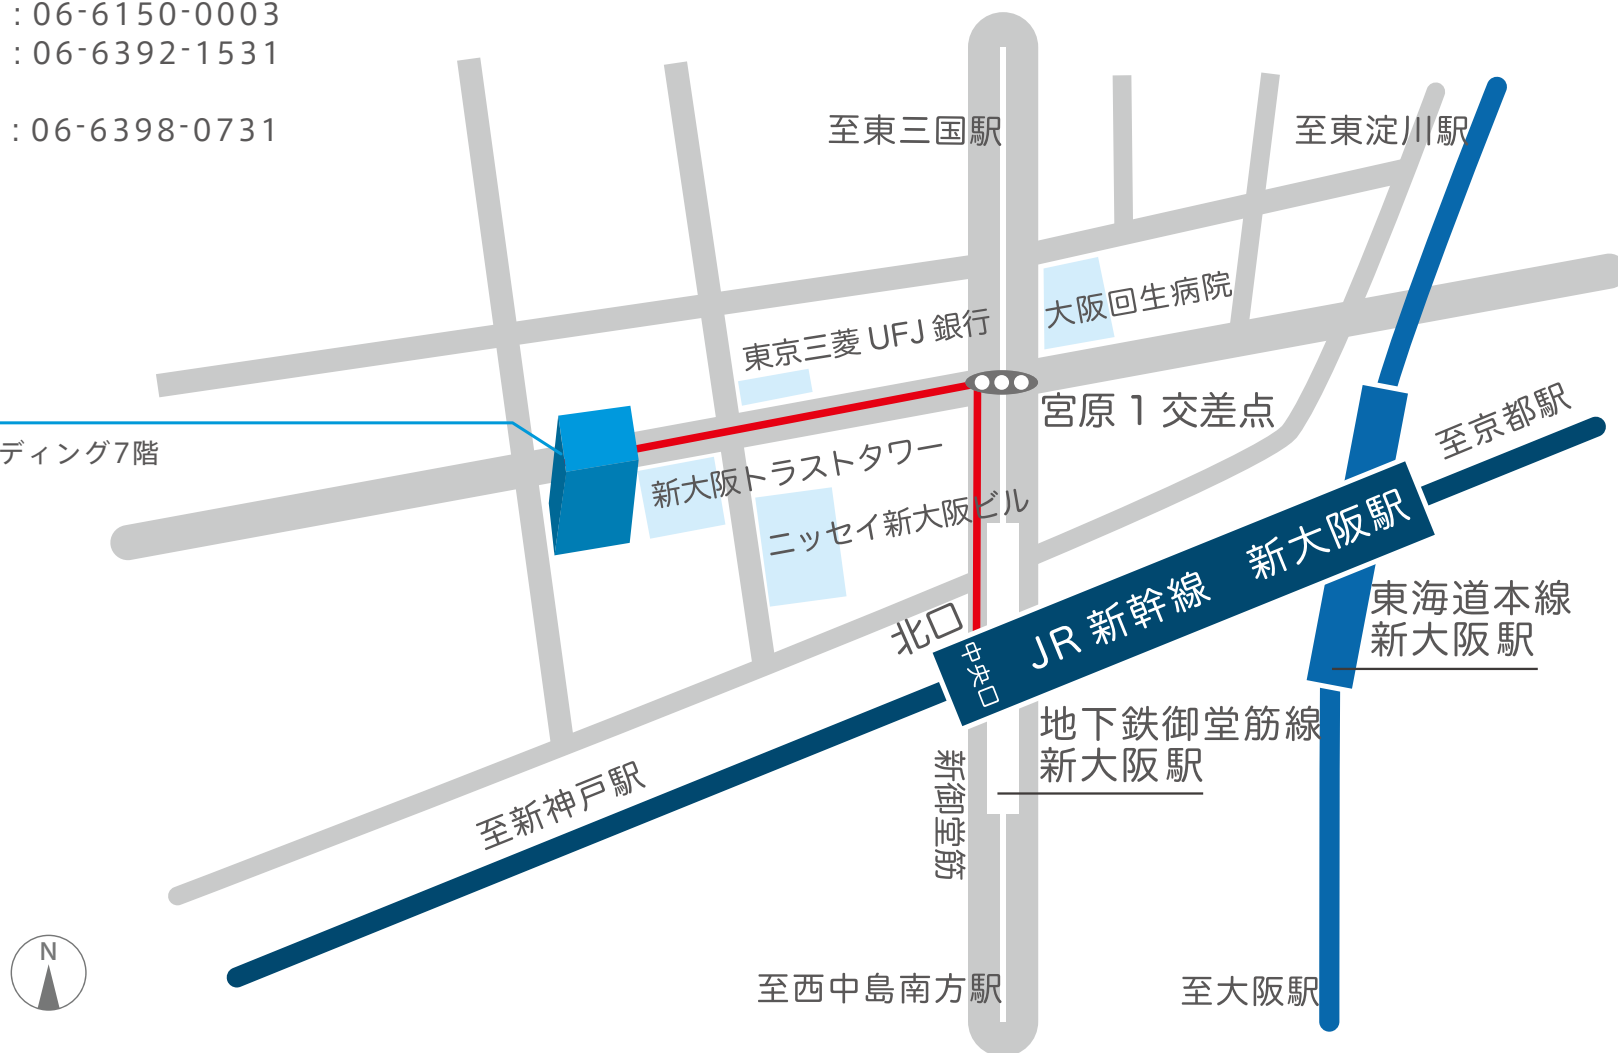 : 06-6150-0003
: 06-6392-1531
: 06-6398-0731
至東三国駅
至東淀川駅
大阪回生病院
東京三菱 UFJ 銀行
宮原 1 交差点
至京都駅
ディング7階
新大阪トラストタワー
ニッセイ新大阪ビル
北口
中央口
JR 新幹線 新大阪駅
東海道本線
新大阪駅
地下鉄御堂筋線
新大阪駅
新御堂筋
至新神戸駅
N
至西中島南方駅
至大阪駅